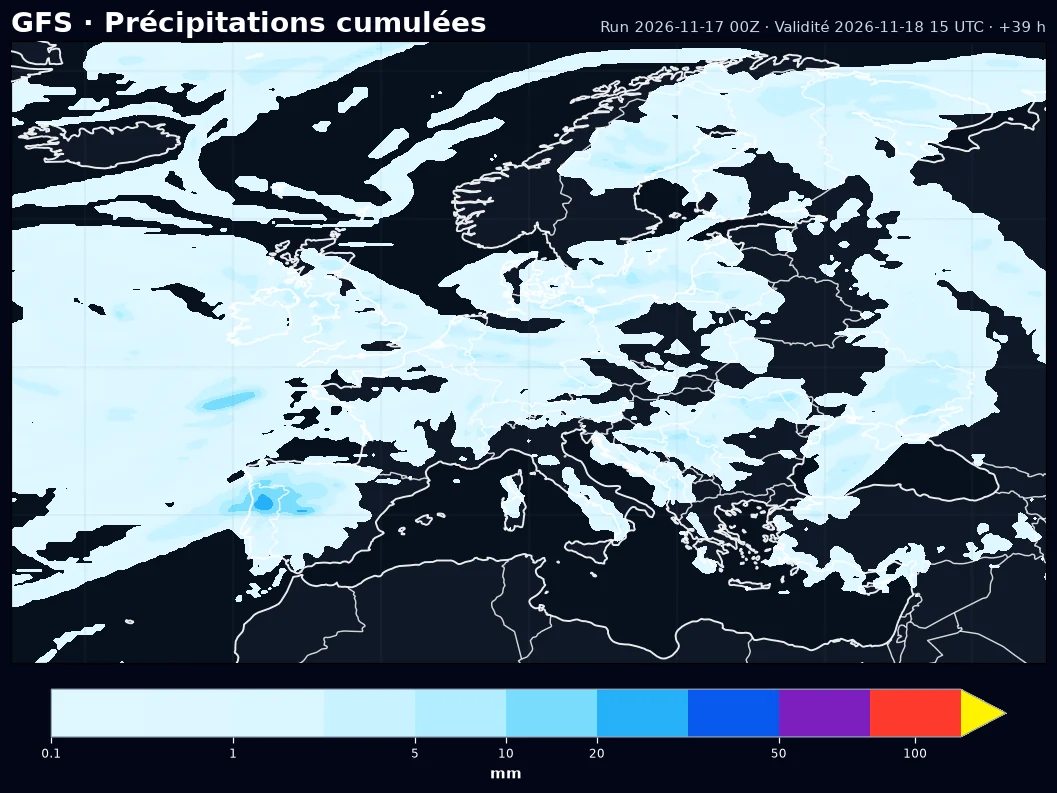 GFS · Précipitations cumulées
Run 2026-11-17 00Z · Validité 2026-11-18 15 UTC · +39 h
0.1 1 5 10 20 50 100
mm